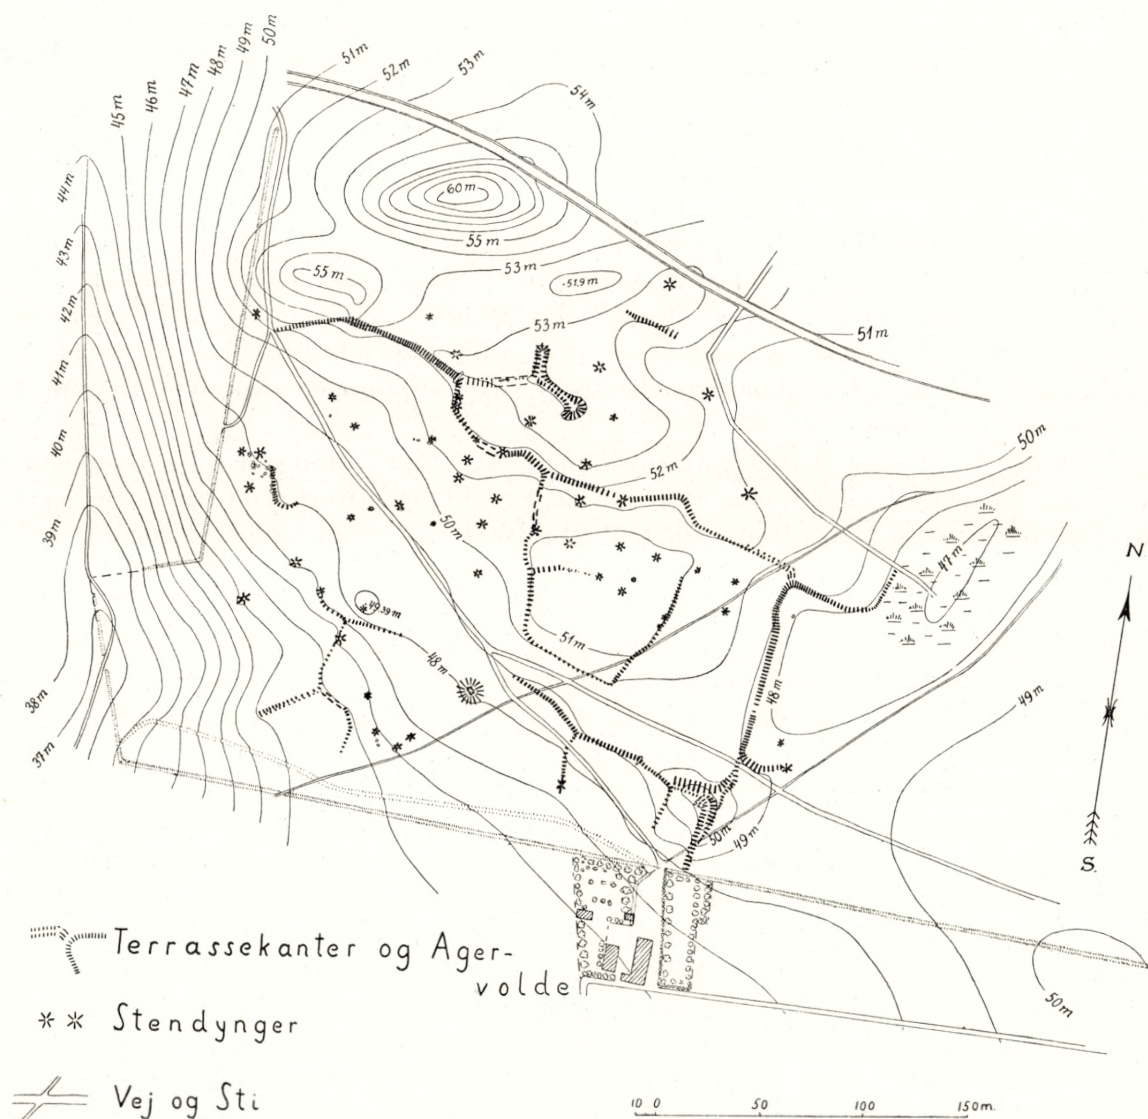 50m
49m
48m
47m
46m
45m
51m
52m
53m
54m
44m
60m
55m
43m
53m
55m
51.9m
42m
53m
51m
41m
40m
50m
52m
39m
50m
47m
N
49.39m
51m
48m
48m
49m
38m
37m
50m
49m
S.
Terrassekanter og Ager-
volde
Stendynger
50m
Vej og Sti
10 0 50 100 150m.